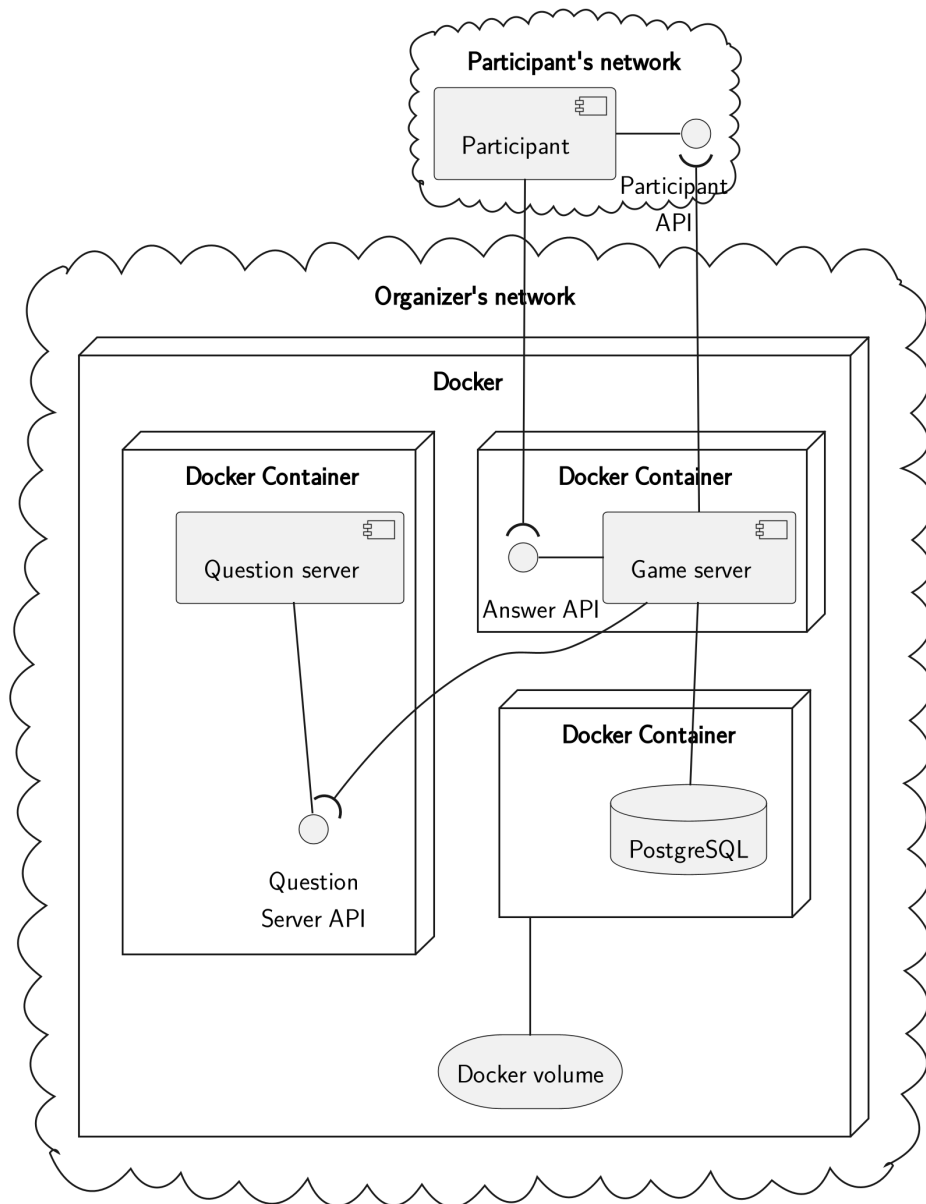 Participant's network
Participant
Participant
API
Organizer's network
Docker
Docker Container
Docker Container
Question server
Game server
Answer API
Docker Container
PostgreSQL
Question
Server API
Docker volume